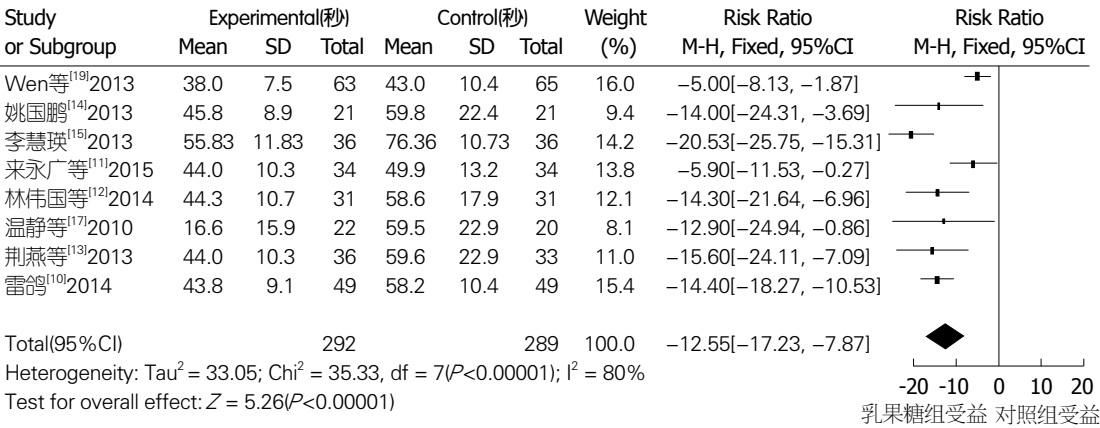 Study Experimental(秒) Control(秒) Weight Risk Ratio Risk Ratio
or Subgroup Mean SD Total Mean SD Total (%) M-H, Fixed, 95%CI M-H, Fixed, 95%CI
Wen等[19]2013 38.0 7.5 63 43.0 10.4 65 16.0 −5.00[−8.13, −1.87]
姚国鹏[14]2013 45.8 8.9 21 59.8 22.4 21 9.4 −14.00[−24.31, −3.69]
李慧瑛[15]2013 55.83 11.83 36 76.36 10.73 36 14.2 −20.53[−25.75, −15.31]
来永广等[11]2015 44.0 10.3 34 49.9 13.2 34 13.8 −5.90[−11.53, −0.27]
林伟国等[12]2014 44.3 10.7 31 58.6 17.9 31 12.1 −14.30[−21.64, −6.96]
温静等[17]2010 16.6 15.9 22 59.5 22.9 20 8.1 −12.90[−24.94, −0.86]
荆燕等[13]2013 44.0 10.3 36 59.6 22.9 33 11.0 −15.60[−24.11, −7.09]
雷鸽[10]2014 43.8 9.1 49 58.2 10.4 49 15.4 −14.40[−18.27, −10.53]
Total(95%CI) 292 289 100.0 −12.55[−17.23, −7.87]
Heterogeneity: Tau² = 33.05; Chi² = 35.33, df = 7(P<0.00001); I² = 80%
Test for overall effect: Z = 5.26(P<0.00001)
-20 -10 0 10 20
乳果糖组受益 对照组受益